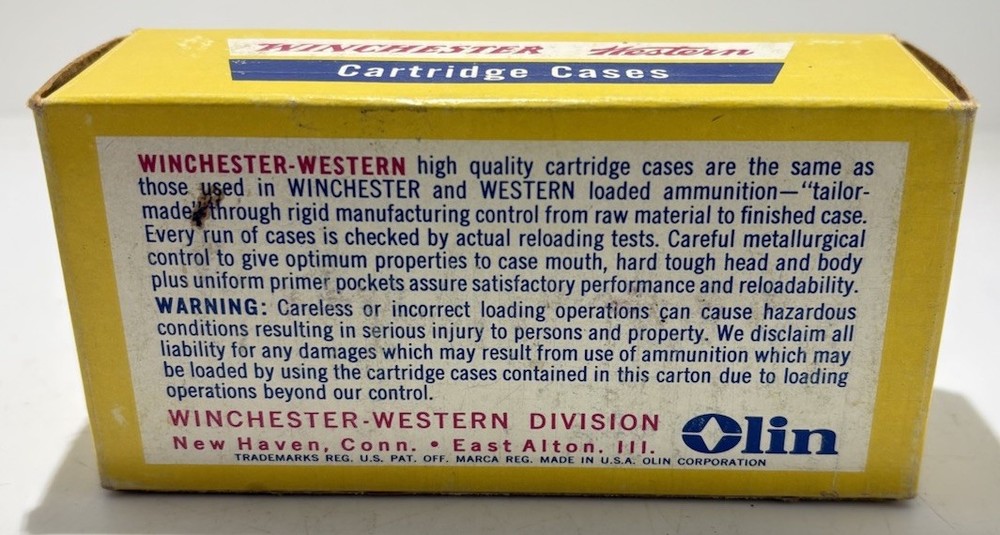 WINCHESTER Western
Cartridge Cases
WINCHESTER-WESTERN high quality cartridge cases are the same as
those used in WINCHESTER and WESTERN loaded ammunition—“tailor-
made” through rigid manufacturing control from raw material to finished case.
Every run of cases is checked by actual reloading tests. Careful metallurgical
control to give optimum properties to case mouth, hard tough head and body
plus uniform primer pockets assure satisfactory performance and reloadability.
WARNING: Careless or incorrect loading operations can cause hazardous
conditions resulting in serious injury to persons and property. We disclaim all
liability for any damages which may result from use of ammunition which may
be loaded by using the cartridge cases contained in this carton due to loading
operations beyond our control.
WINCHESTER-WESTERN DIVISION
New Haven, Conn. • East Alton, Ill.
Olin
TRADEMARKS REG. U.S. PAT. OFF. MARCA REG. MADE IN U.S.A. OLIN CORPORATION